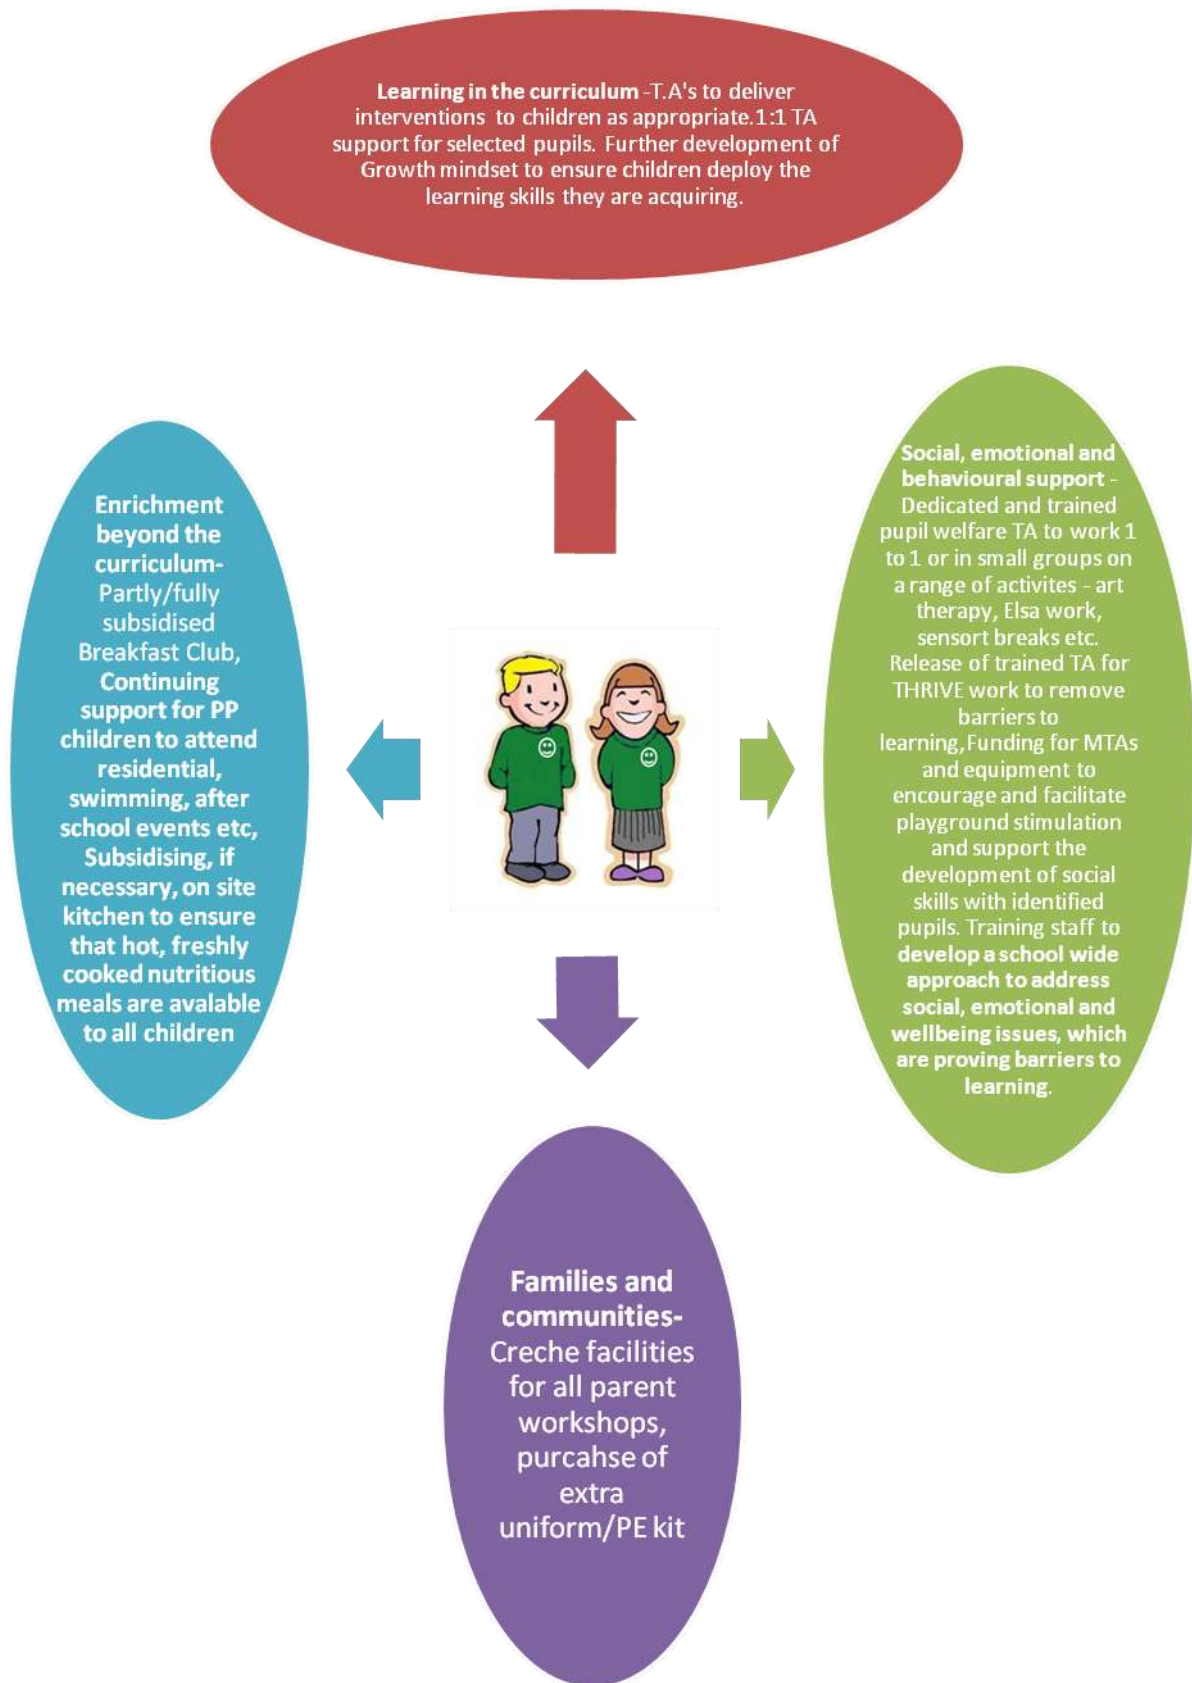 Learning in the curriculum -T.A's to deliver
interventions to children as appropriate.1:1 TA
support for selected pupils. Further development of
Growth mindset to ensure children deploy the
learning skills they are acquiring.
Enrichment
beyond the
curriculum-
Partly/fully
subsidised
Breakfast Club,
Continuing
support for PP
children to attend
residential,
swimming, after
school events etc,
Subsidising, if
necessary, on site
kitchen to ensure
that hot, freshly
cooked nutritious
meals are avalable
to all children
Social, emotional and
behavioural support -
Dedicated and trained
pupil welfare TA to work 1
to 1 or in small groups on
a range of activites - art
therapy, Elsa work,
sensort breaks etc.
Release of trained TA for
THRIVE work to remove
barriers to
learning,Funding for MTAs
and equipment to
encourage and facilitate
playground stimulation
and support the
development of social
skills with identified
pupils. Training staff to
develop a school wide
approach to address
social, emotional and
wellbeing issues, which
are proving barriers to
learning.
Families and
communities-
Creche facilities
for all parent
workshops,
purcahse of
extra
uniform/PE kit